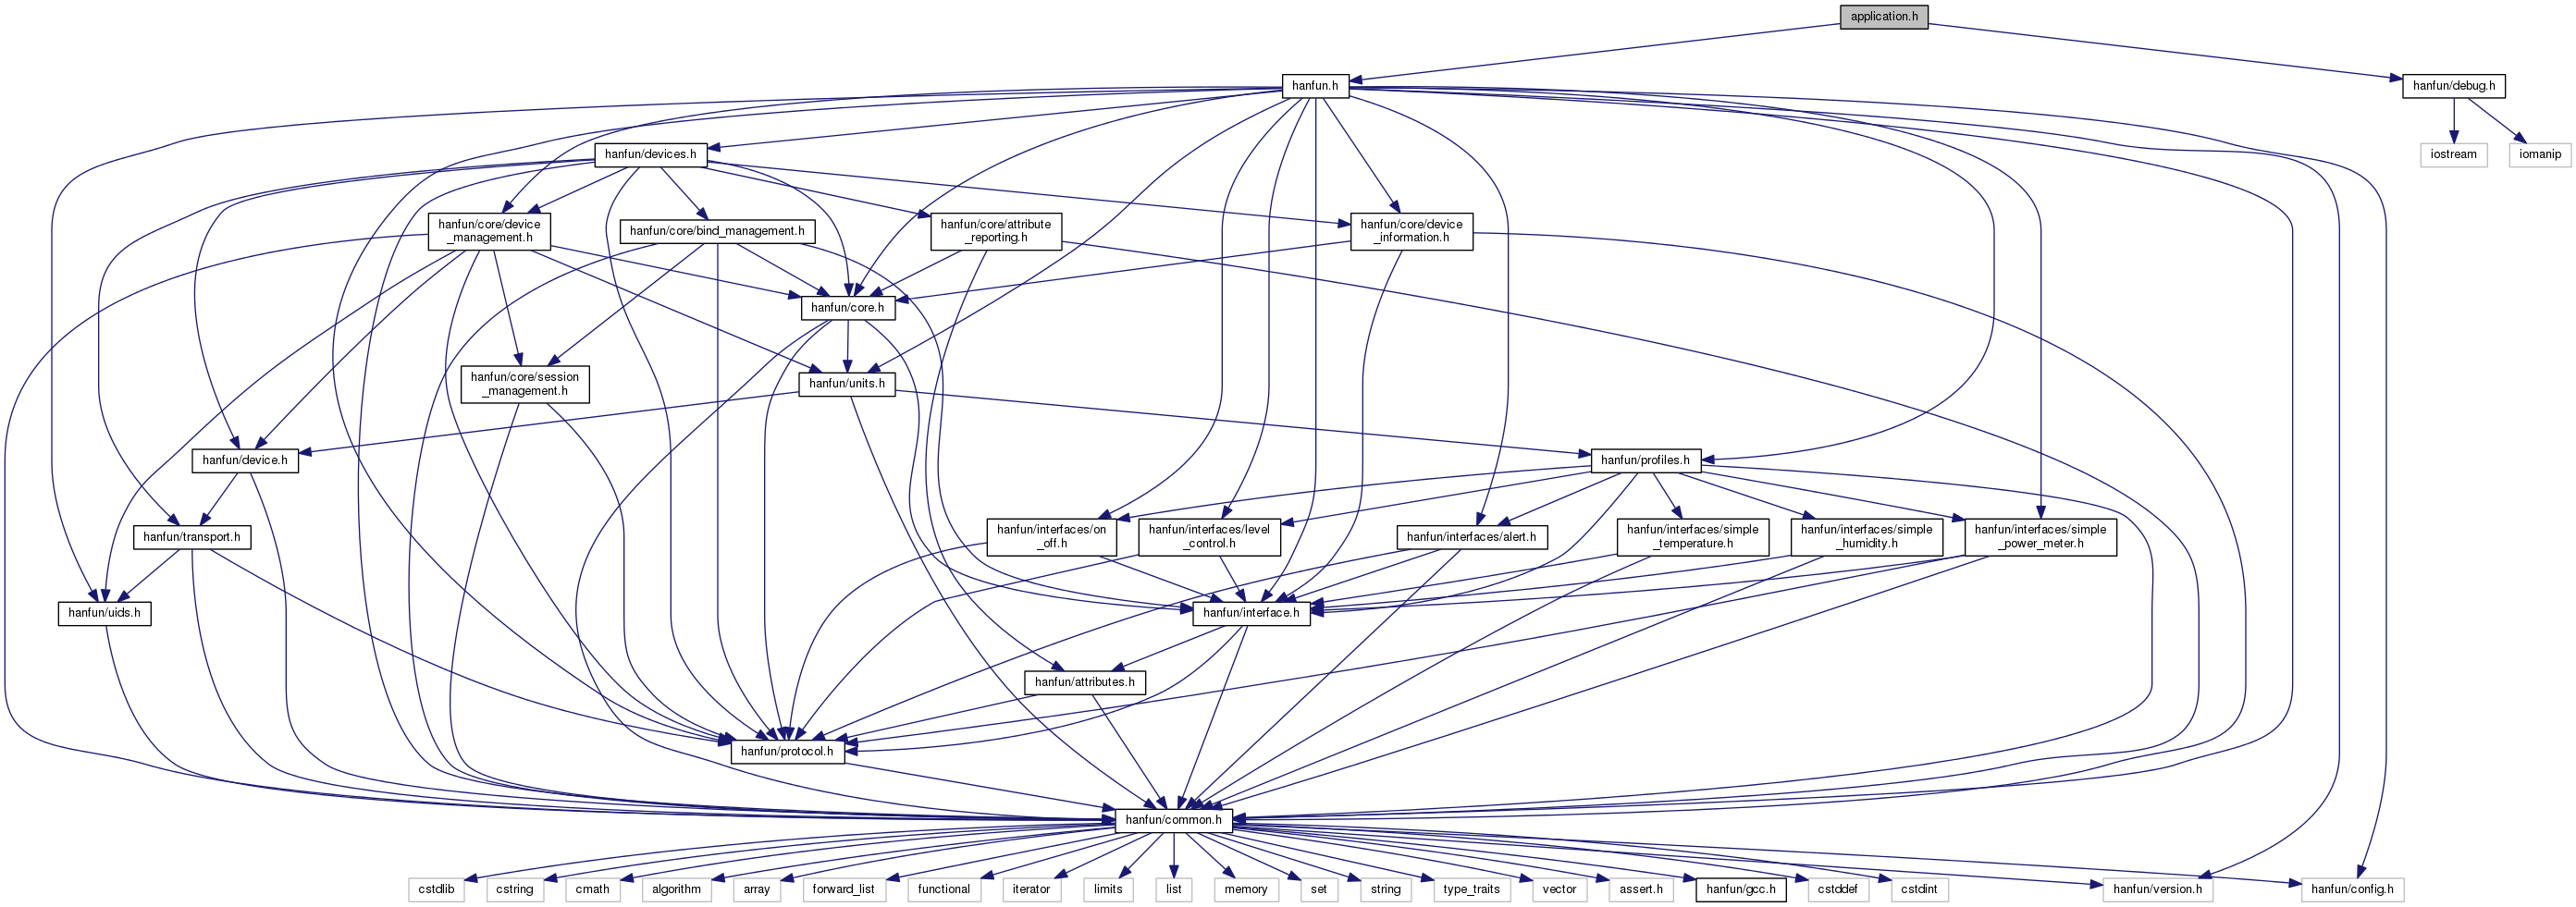 application.h
hanfun.h
hanfun/debug.h
hanfun/devices.h
iostream
iomanip
hanfun/core/device
_management.h
hanfun/core/bind_management.h
hanfun/core/attribute
_reporting.h
hanfun/core/device
_information.h
hanfun/core.h
hanfun/core/session
_management.h
hanfun/units.h
hanfun/device.h
hanfun/profiles.h
hanfun/transport.h
hanfun/interfaces/on
_off.h
hanfun/interfaces/level
_control.h
hanfun/interfaces/alert.h
hanfun/interfaces/simple
_temperature.h
hanfun/interfaces/simple
_humidity.h
hanfun/interfaces/simple
_power_meter.h
hanfun/uids.h
hanfun/interface.h
hanfun/attributes.h
hanfun/protocol.h
hanfun/common.h
cstdlib
cstring
cmath
algorithm
array
forward_list
functional
iterator
limits
list
memory
set
string
type_traits
vector
assert.h
hanfun/gcc.h
cstddef
cstdint
hanfun/version.h
hanfun/config.h